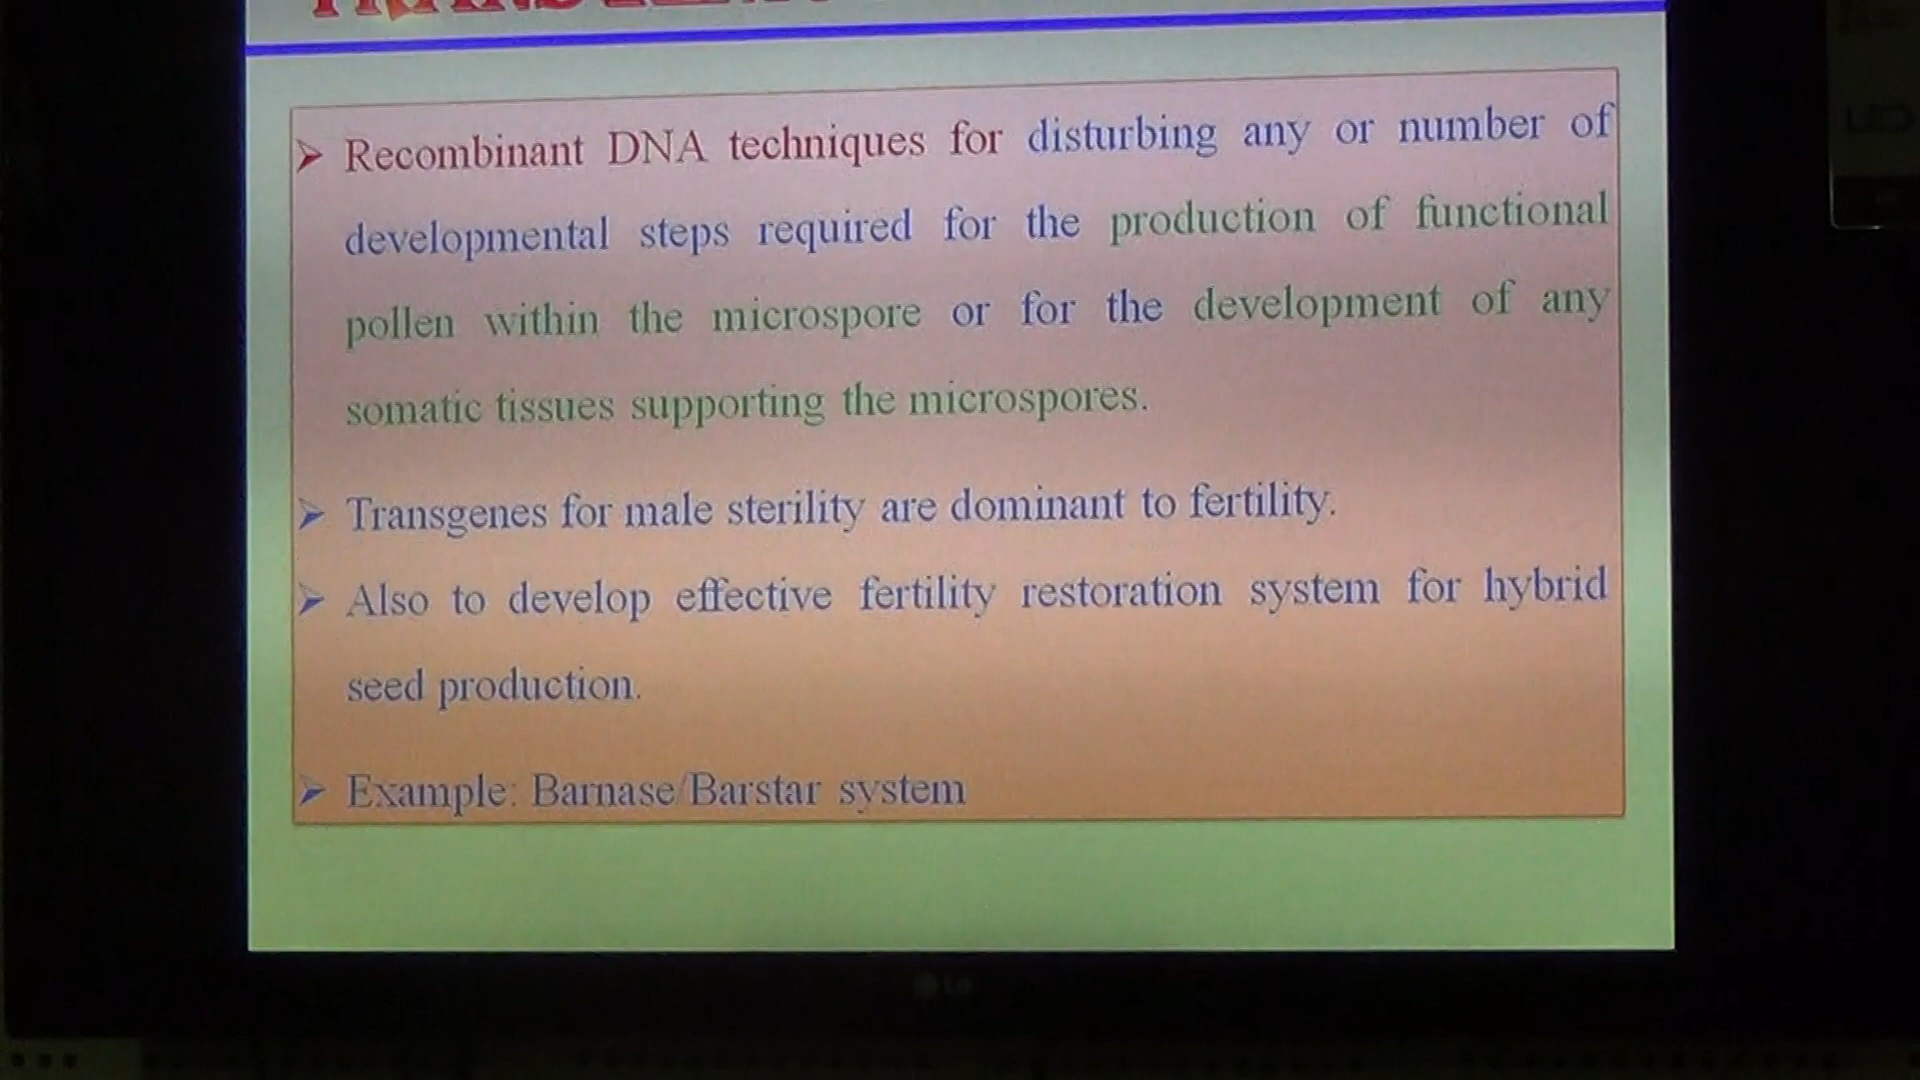 ➢ Recombinant DNA techniques for disturbing any or number of
developmental steps required for the production of functional
pollen within the microspore or for the development of any
somatic tissues supporting the microspores.
➢ Transgenes for male sterility are dominant to fertility.
➢ Also to develop effective fertility restoration system for hybrid
seed production.
➢ Example: Barnase/Barstar system
LG